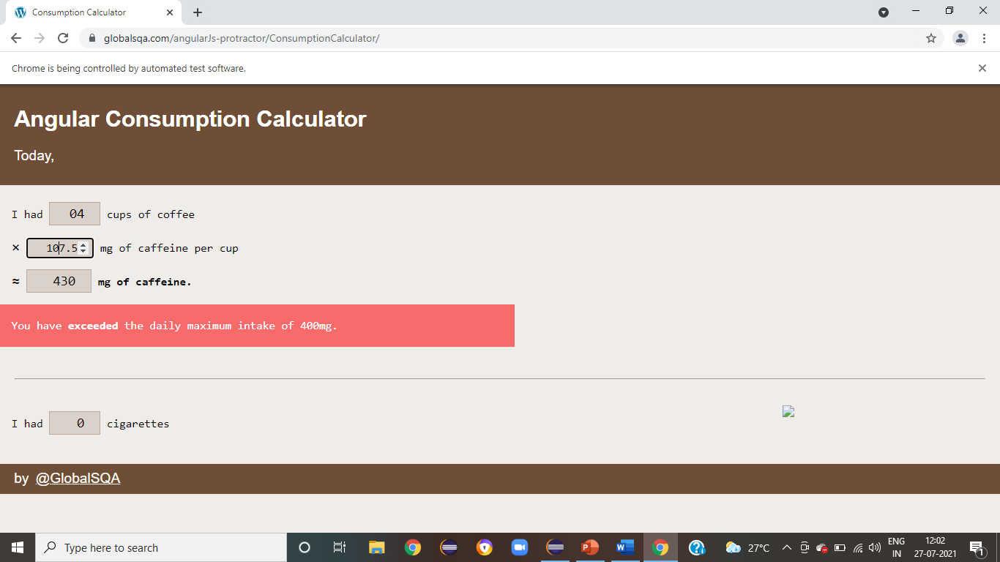 Consumption Calculator
globalsqa.com/angularJs-protractor/ConsumptionCalculator/
Chrome is being controlled by automated test software.
Angular Consumption Calculator
Today,
I had 04 cups of coffee
× 107.5 mg of caffeine per cup
≈ 430 mg of caffeine.
You have exceeded the daily maximum intake of 400mg.
I had 0 cigarettes
by @GlobalSQA
Type here to search
27°C
ENG
IN
12:02
27-07-2021
1